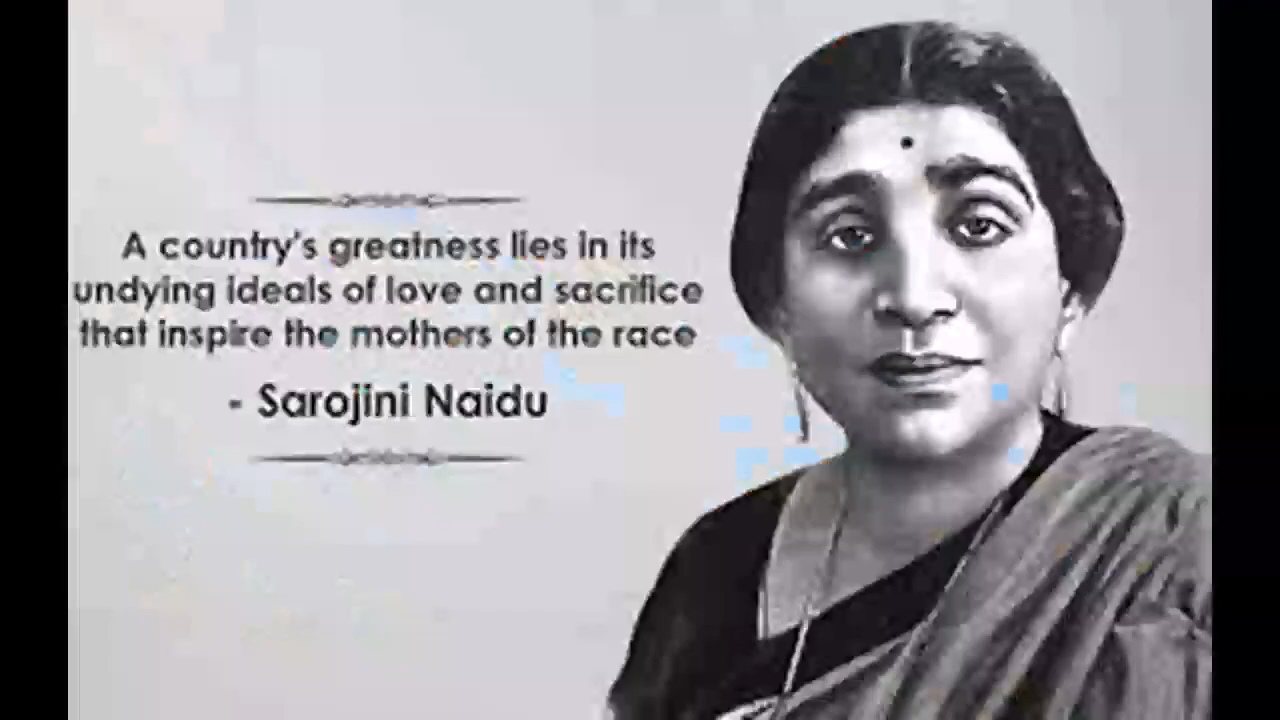 A country's greatness lies in its
undying ideals of love and sacrifice
that inspire the mothers of the race
- Sarojini Naidu